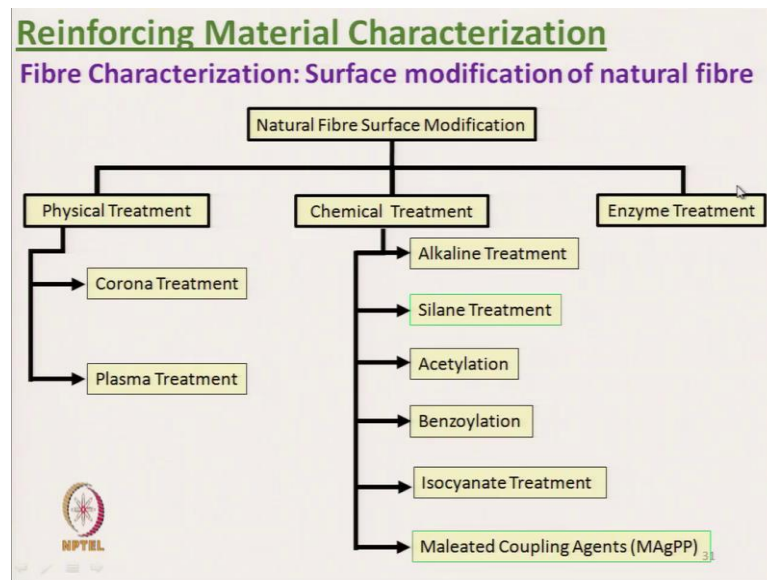 Reinforcing Material Characterization
Fibre Characterization: Surface modification of natural fibre
Natural Fibre Surface Modification
Physical Treatment
Chemical Treatment
Enzyme Treatment
Corona Treatment
Plasma Treatment
Alkaline Treatment
Silane Treatment
Acetylation
Benzoylation
Isocyanate Treatment
Maleated Coupling Agents (MAgPP)
31
NPTEL